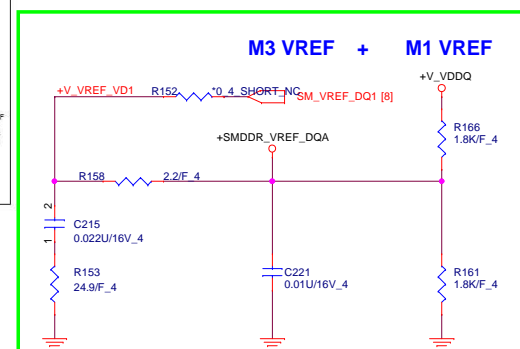 M3 VREF + M1 VREF
+V_VDDQ
+V_VREF_VD1
R152
*0_4_SHORT_NC
SM_VREF_DQ1 [8]
R166
1.8K/F_4
+SMDDR_VREF_DQA
R158
2.2/F_4
2
C215
1
0.022U/16V_4
R153
24.9/F_4
C221
0.01U/16V_4
R161
1.8K/F_4